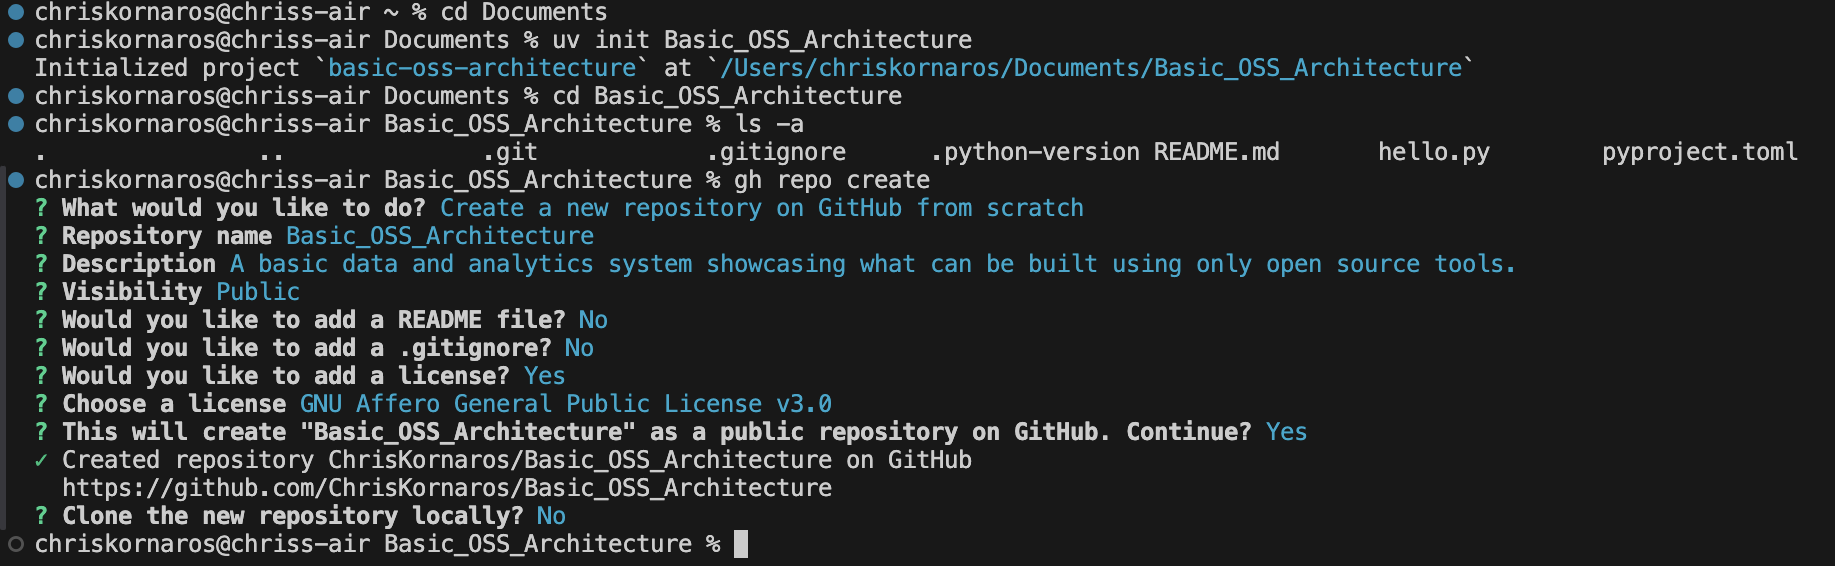 chriskornaros@chriss-air ~ % cd Documents
chriskornaros@chriss-air Documents % uv init Basic_OSS_Architecture
Initialized project `basic-oss-architecture` at `/Users/chriskornaros/Documents/Basic_OSS_Architecture`
chriskornaros@chriss-air Documents % cd Basic_OSS_Architecture
chriskornaros@chriss-air Basic_OSS_Architecture % ls -a
. .. .git .gitignore .python-version README.md hello.py pyproject.toml
chriskornaros@chriss-air Basic_OSS_Architecture % gh repo create
? What would you like to do? Create a new repository on GitHub from scratch
? Repository name Basic_OSS_Architecture
? Description A basic data and analytics system showcasing what can be built using only open source tools.
? Visibility Public
? Would you like to add a README file? No
? Would you like to add a .gitignore? No
? Would you like to add a license? Yes
? Choose a license GNU Affero General Public License v3.0
? This will create "Basic_OSS_Architecture" as a public repository on GitHub. Continue? Yes
✓ Created repository ChrisKornaros/Basic_OSS_Architecture on GitHub
https://github.com/ChrisKornaros/Basic_OSS_Architecture
? Clone the new repository locally? No
chriskornaros@chriss-air Basic_OSS_Architecture %